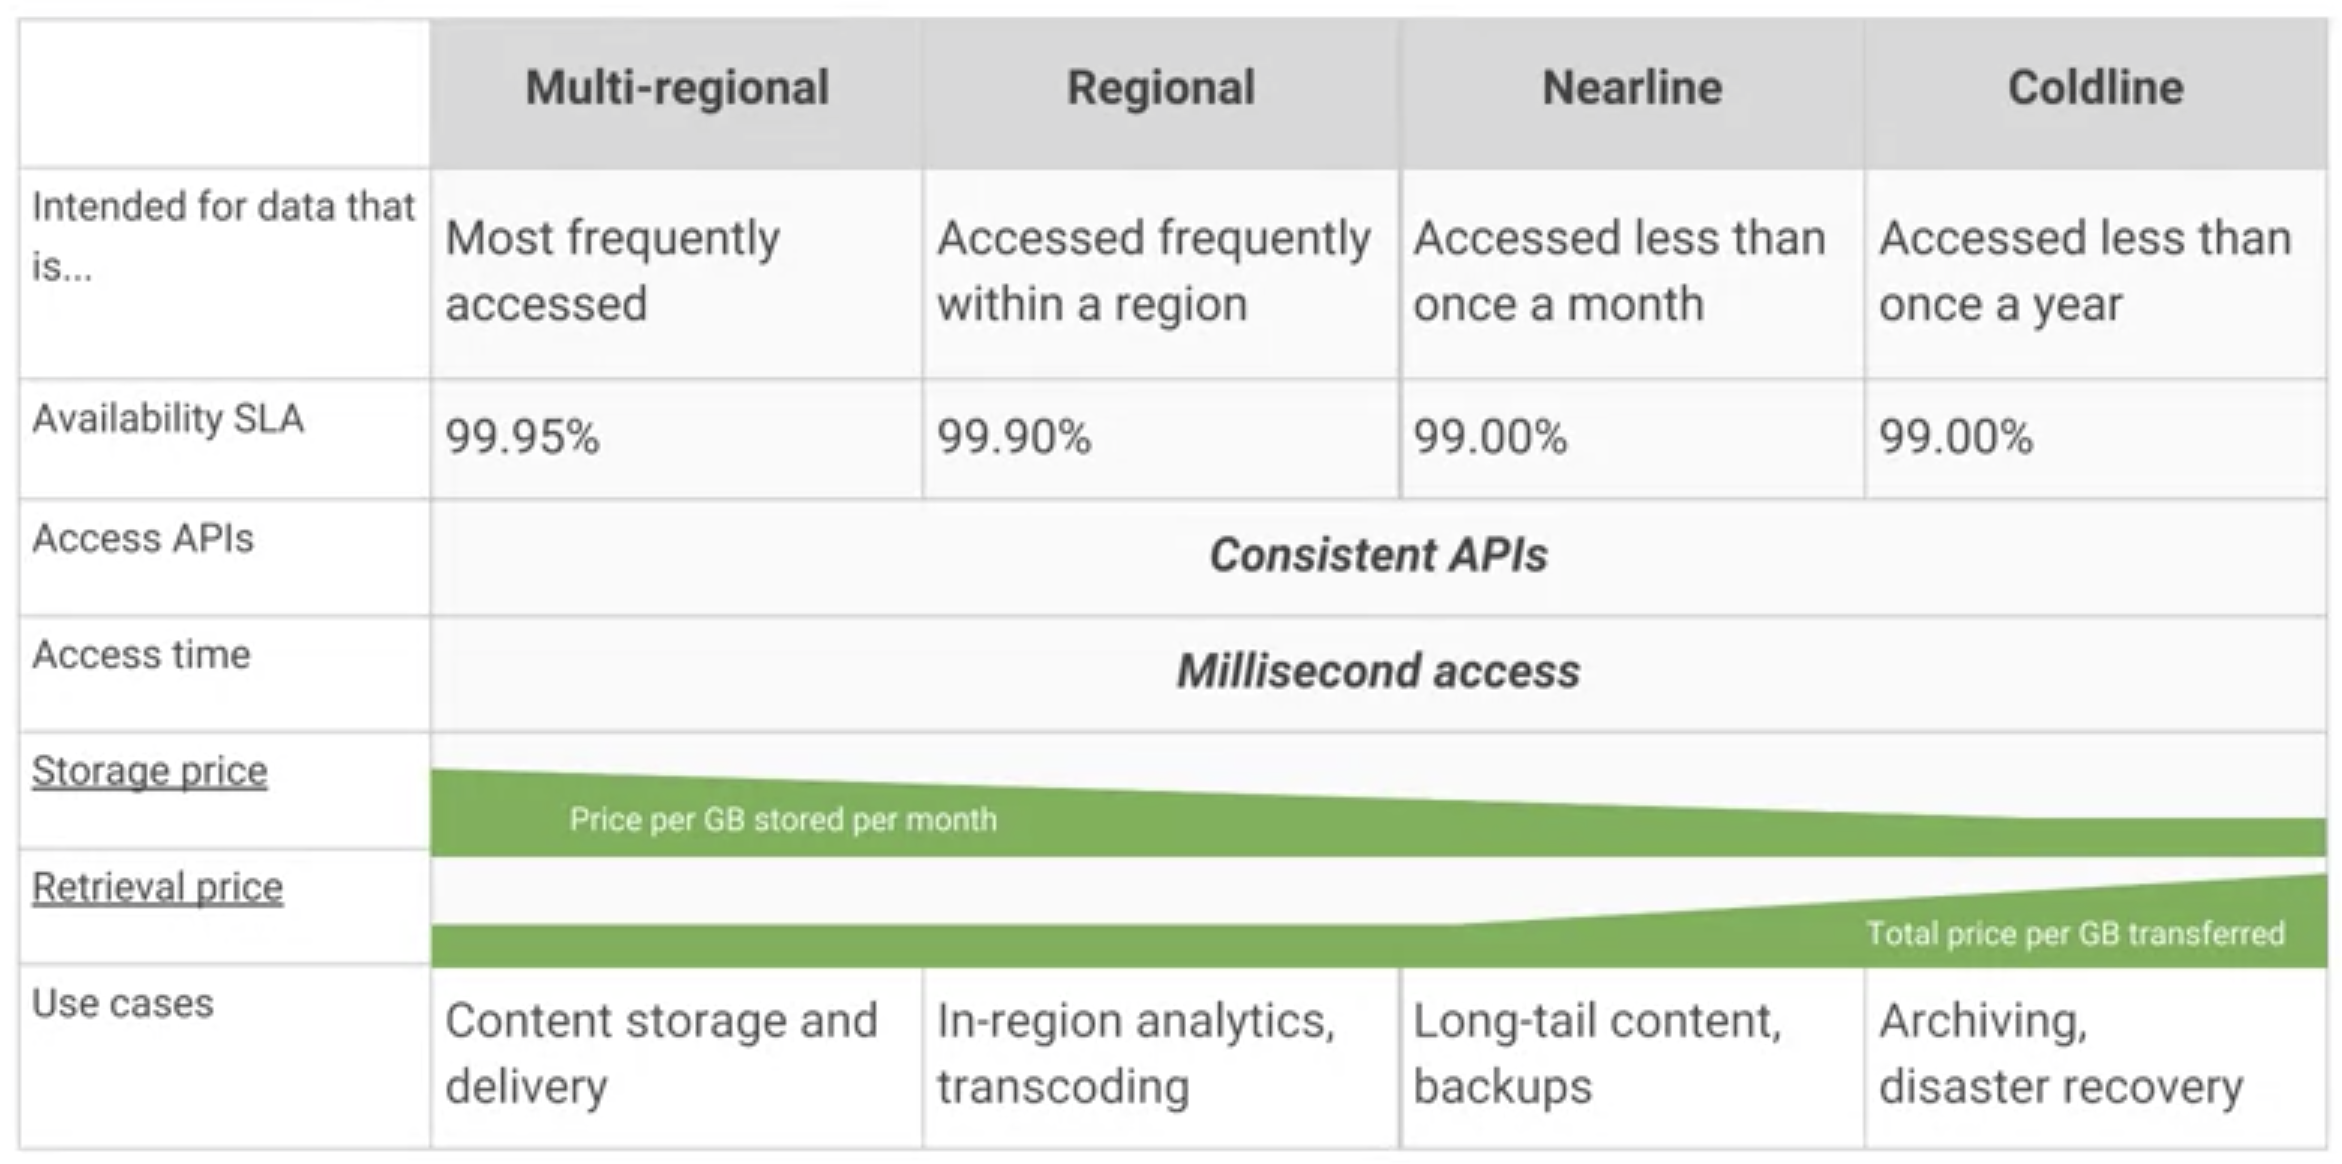 Multi-regional
Regional
Nearline
Coldline
Intended for data that
is...
Most frequently
accessed
Accessed frequently
within a region
Accessed less than
once a month
Accessed less than
once a year
Availability SLA
99.95%
99.90%
99.00%
99.00%
Access APIs
Consistent APIs
Access time
Millisecond access
Storage price
Price per GB stored per month
Retrieval price
Total price per GB transferred
Use cases
Content storage and
delivery
In-region analytics,
transcoding
Long-tail content,
backups
Archiving,
disaster recovery